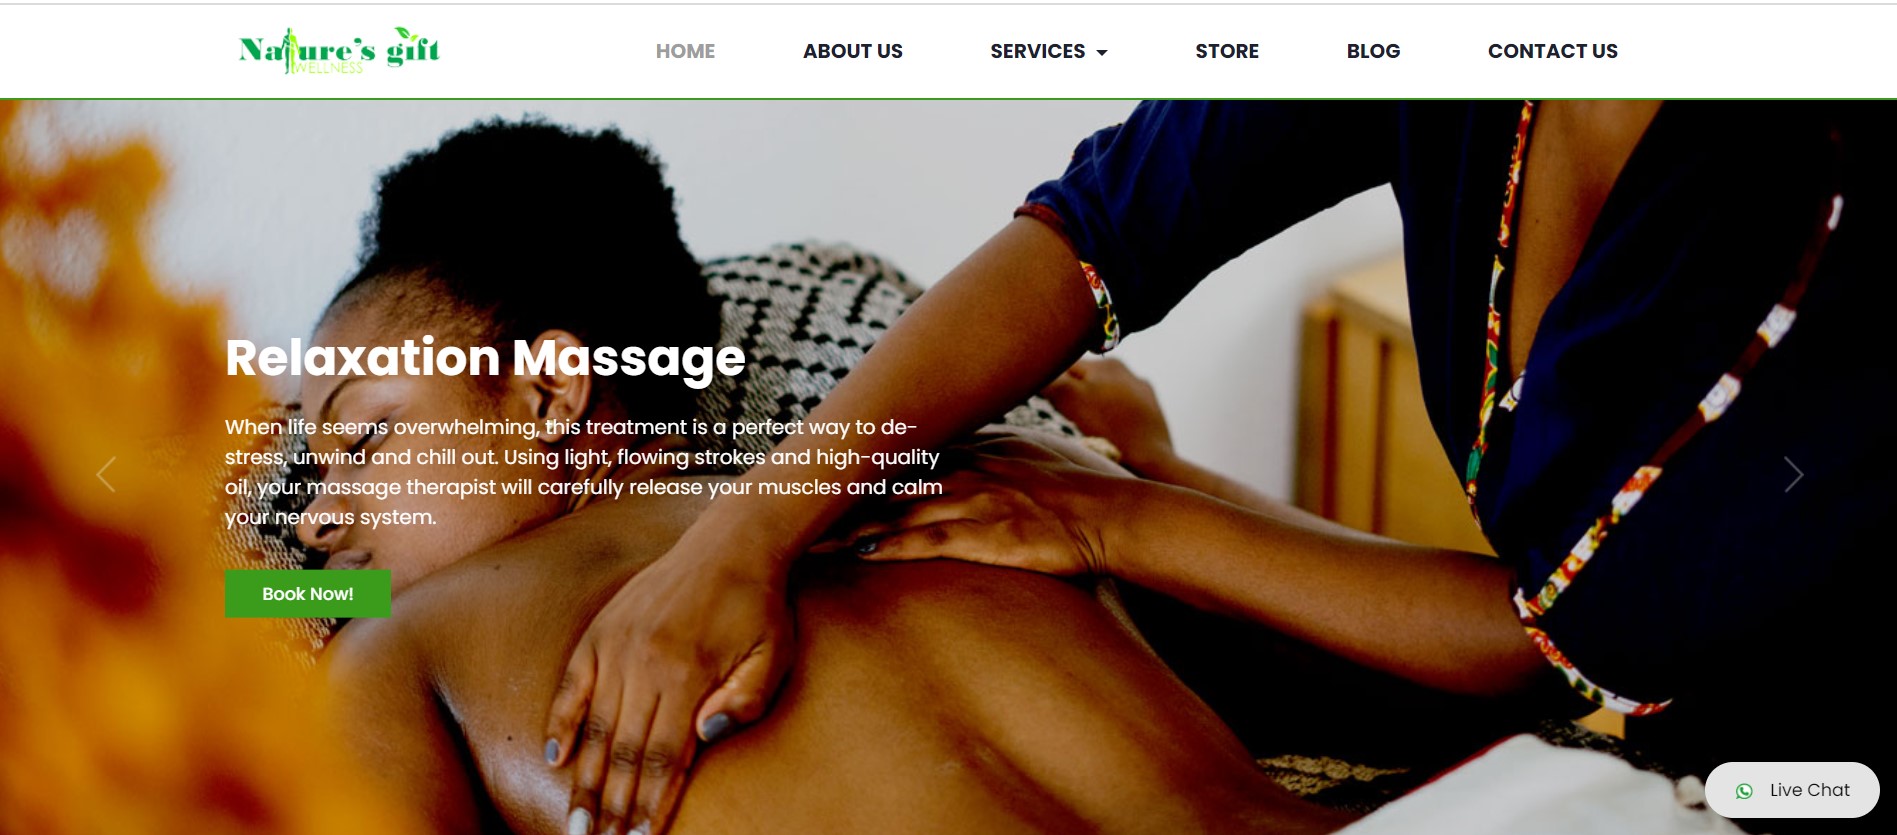 Nature's gift
WELLNESS
HOME
ABOUT US
SERVICES
STORE
BLOG
CONTACT US
Relaxation Massage
When life seems overwhelming, this treatment is a perfect way to de-
stress, unwind and chill out. Using light, flowing strokes and high-quality
oil, your massage therapist will carefully release your muscles and calm
your nervous system.
Book Now!
Live Chat